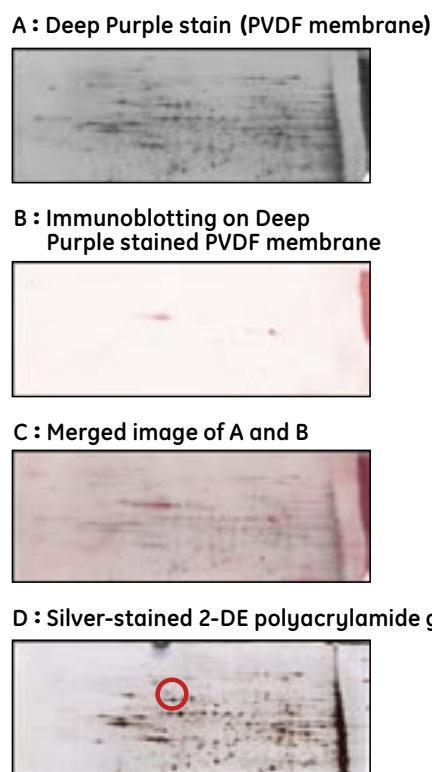 A : Deep Purple stain (PVDF membrane)
B : Immunoblotting on Deep
Purple stained PVDF membrane
C : Merged image of A and B
D : Silver-stained 2-DE polyacrylamide g